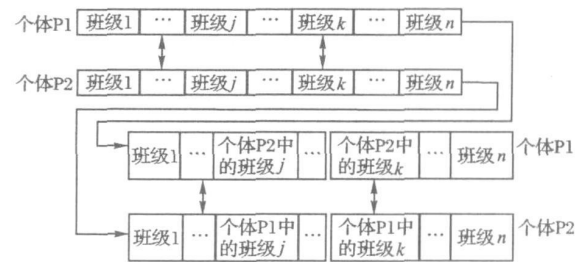 个体P1 班级1 … 班级j … 班级k … 班级n
个体P2 班级1 … 班级j … 班级k … 班级n
班级1 … 个体P2中的班级j … 个体P2中的班级k … 班级n 个体P1
班级1 … 个体P1中的班级j … 个体P1中的班级k … 班级n 个体P2